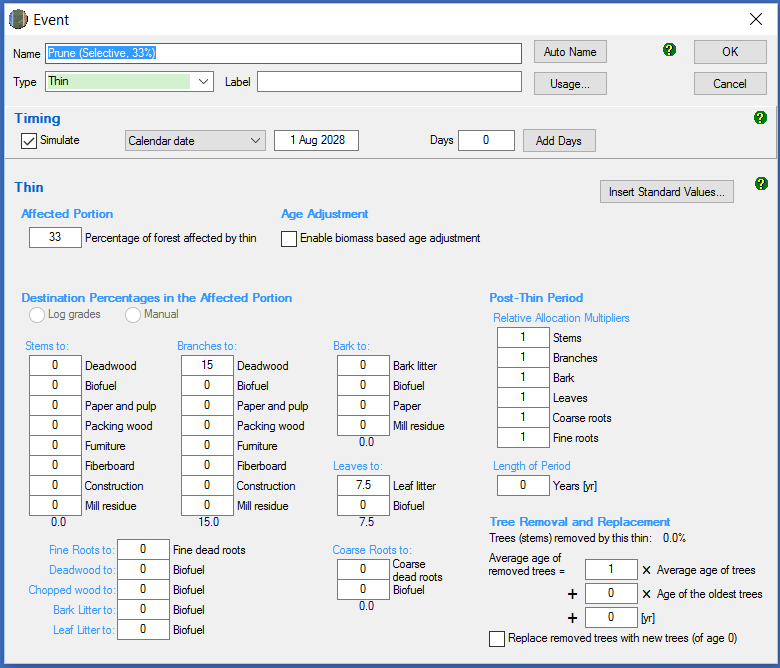 Event
Name Prune (Selective, 33%) Auto Name ? OK
Type Thin Label Usage... Cancel
Timing ?
Simulate Calendar date 1 Aug 2028 Days 0 Add Days
Thin Insert Standard Values... ?
Affected Portion Age Adjustment
33 Percentage of forest affected by thin Enable biomass based age adjustment
Destination Percentages in the Affected Portion Post-Thin Period
Log grades Manual Relative Allocation Multipliers
Stems to: Branches to: Bark to: 1 Stems
0 Deadwood 15 Deadwood 0 Bark litter 1 Branches
0 Biofuel 0 Biofuel 0 Biofuel 1 Bark
0 Paper and pulp 0 Paper and pulp 0 Paper 1 Leaves
0 Packing wood 0 Packing wood 0 Mill residue 1 Coarse roots
0 Furniture 0 Furniture 0.0 1 Fine roots
0 Fiberboard 0 Fiberboard Leaves to: Length of Period
0 Construction 0 Construction 7.5 Leaf litter 0 Years [yr]
0 Mill residue 0 Mill residue 0 Biofuel
0.0 15.0 7.5 Tree Removal and Replacement
Trees (stems) removed by this thin: 0.0%
Fine Roots to: 0 Fine dead roots Coarse Roots to:
Average age of
removed trees = 1 X Average age of trees
Deadwood to: 0 Biofuel 0 Coarse
dead roots
Chopped wood to: 0 Biofuel 0 Biofuel + 0 X Age of the oldest trees
Bark Litter to: 0 Biofuel 0.0 + 0 [yr]
Leaf Litter to: 0 Biofuel Replace removed trees with new trees (of age 0)